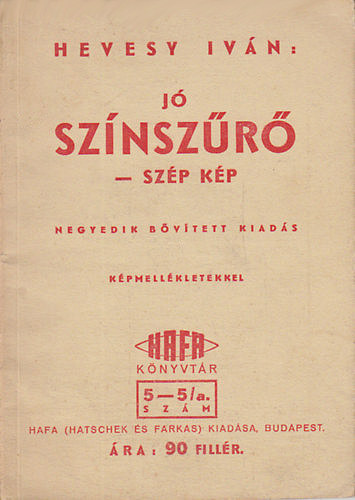 HEVESY IVÁN:
JÓ
SZÍNSZŰRŐ
— SZÉP KÉP
NEGYEDIK BŐVÍTETT KIADÁS
KÉPMELLÉKLETEKKEL
HAFA
KÖNYVTÁR
5—5/a.
SZÁM
HAFA (HATSCHEK ÉS FARKAS) KIADÁSA, BUDAPEST.
ÁRA: 90 FILLÉR.